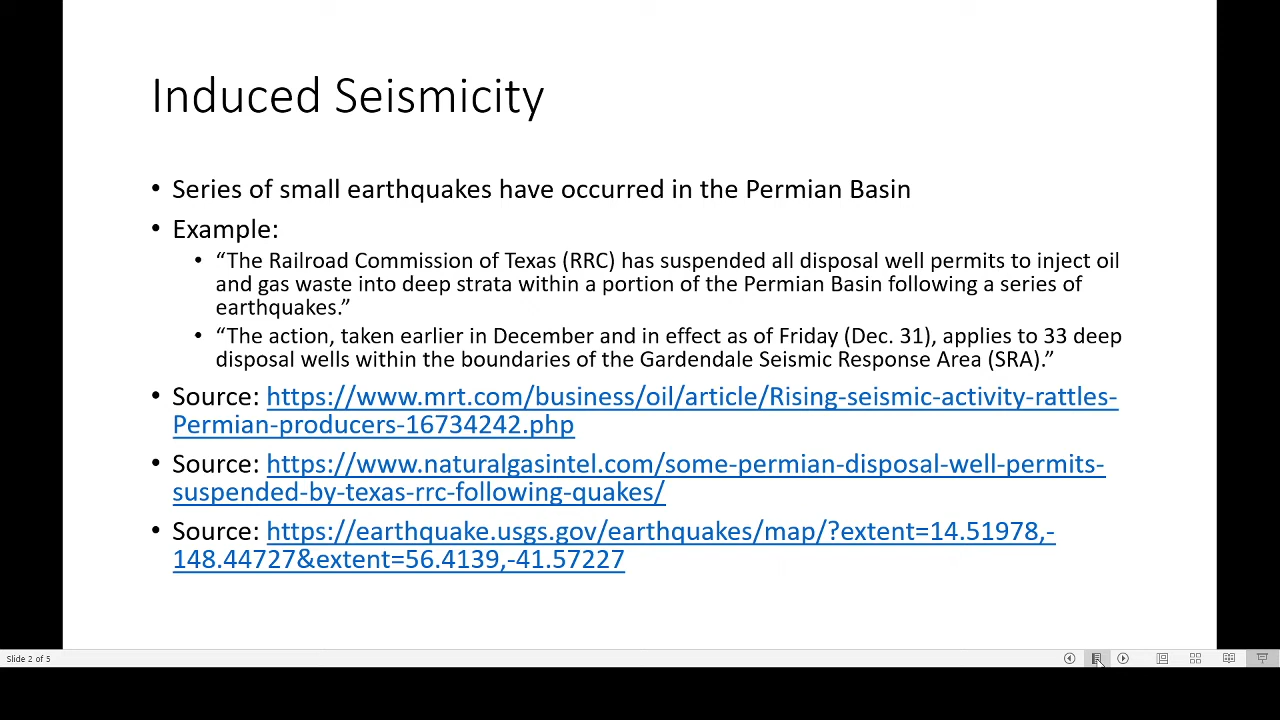 Induced Seismicity
• Series of small earthquakes have occurred in the Permian Basin
• Example:
• “The Railroad Commission of Texas (RRC) has suspended all disposal well permits to inject oil
and gas waste into deep strata within a portion of the Permian Basin following a series of
earthquakes.”
• “The action, taken earlier in December and in effect as of Friday (Dec. 31), applies to 33 deep
disposal wells within the boundaries of the Gardendale Seismic Response Area (SRA).”
• Source: https://www.mrt.com/business/oil/article/Rising-seismic-activity-rattles-
Permian-producers-16734242.php
• Source: https://www.naturalgasintel.com/some-permian-disposal-well-permits-
suspended-by-texas-rrc-following-quakes/
• Source: https://earthquake.usgs.gov/earthquakes/map/?extent=14.51978,-
148.44727&extent=56.4139,-41.57227
Slide 2 of 5